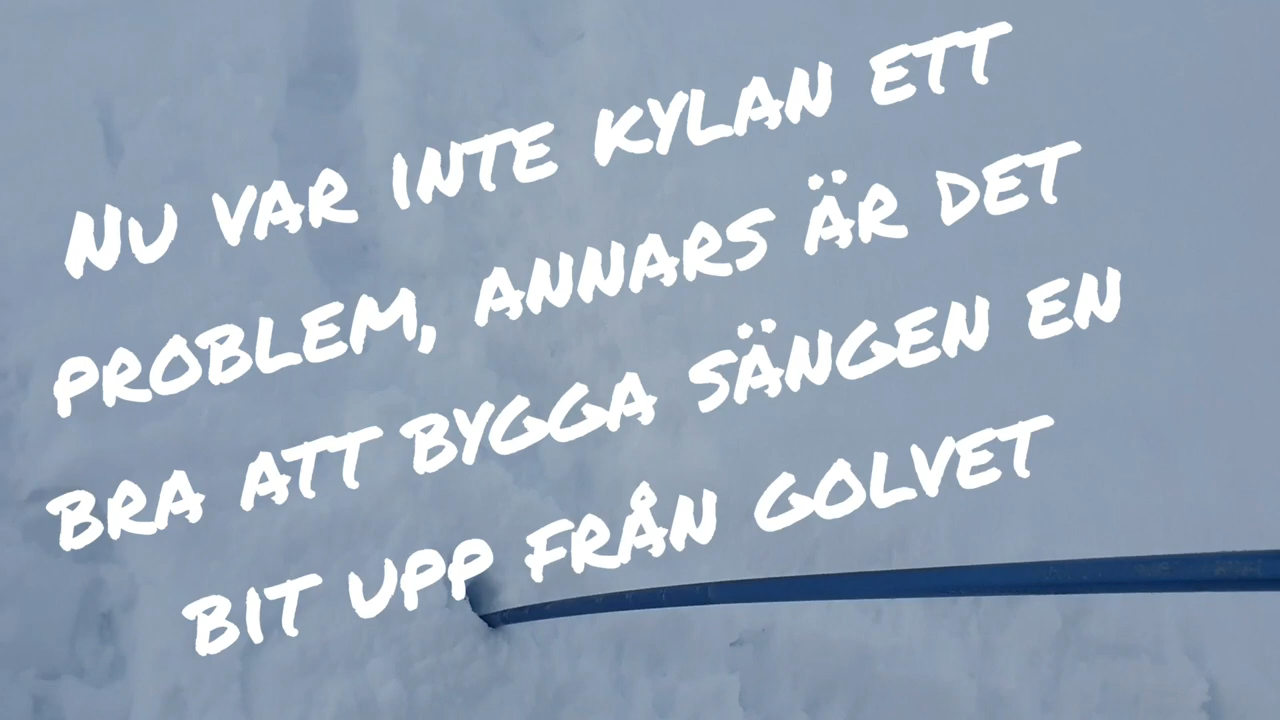 Nu var inte kylan ett
problem, annars är det
bra att bygga sängen en
bit upp från golvet